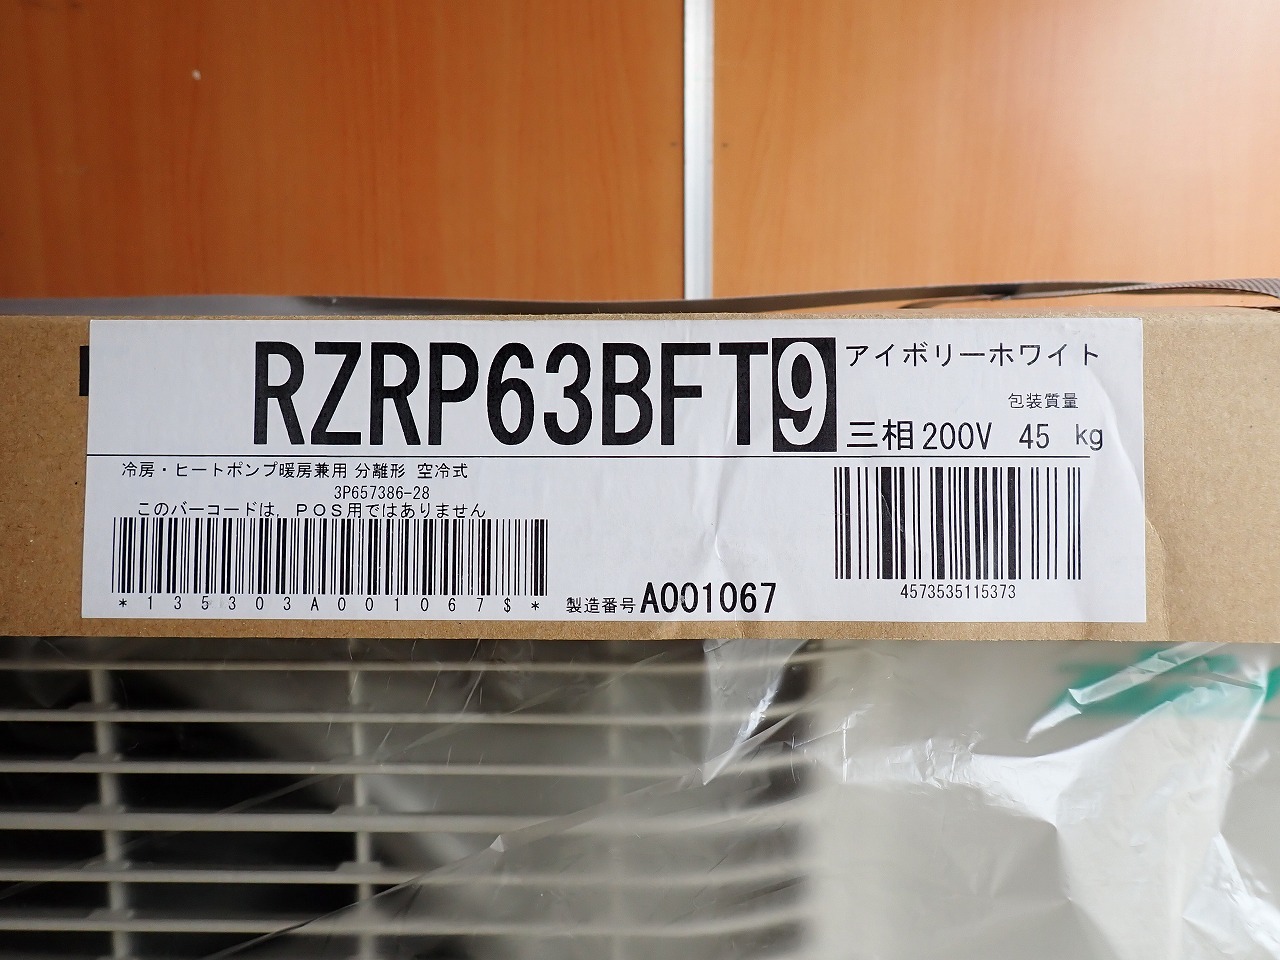 RZRP63BFT9
アイボリーホワイト
包装質量
三相 200V 45 kg
冷房・ヒートポンプ暖房兼用 分離形 空冷式
3P657386-28
このバーコードは，ＰＯＳ用ではありません
*135303A001067$*
製造番号 A001067
4573535115373